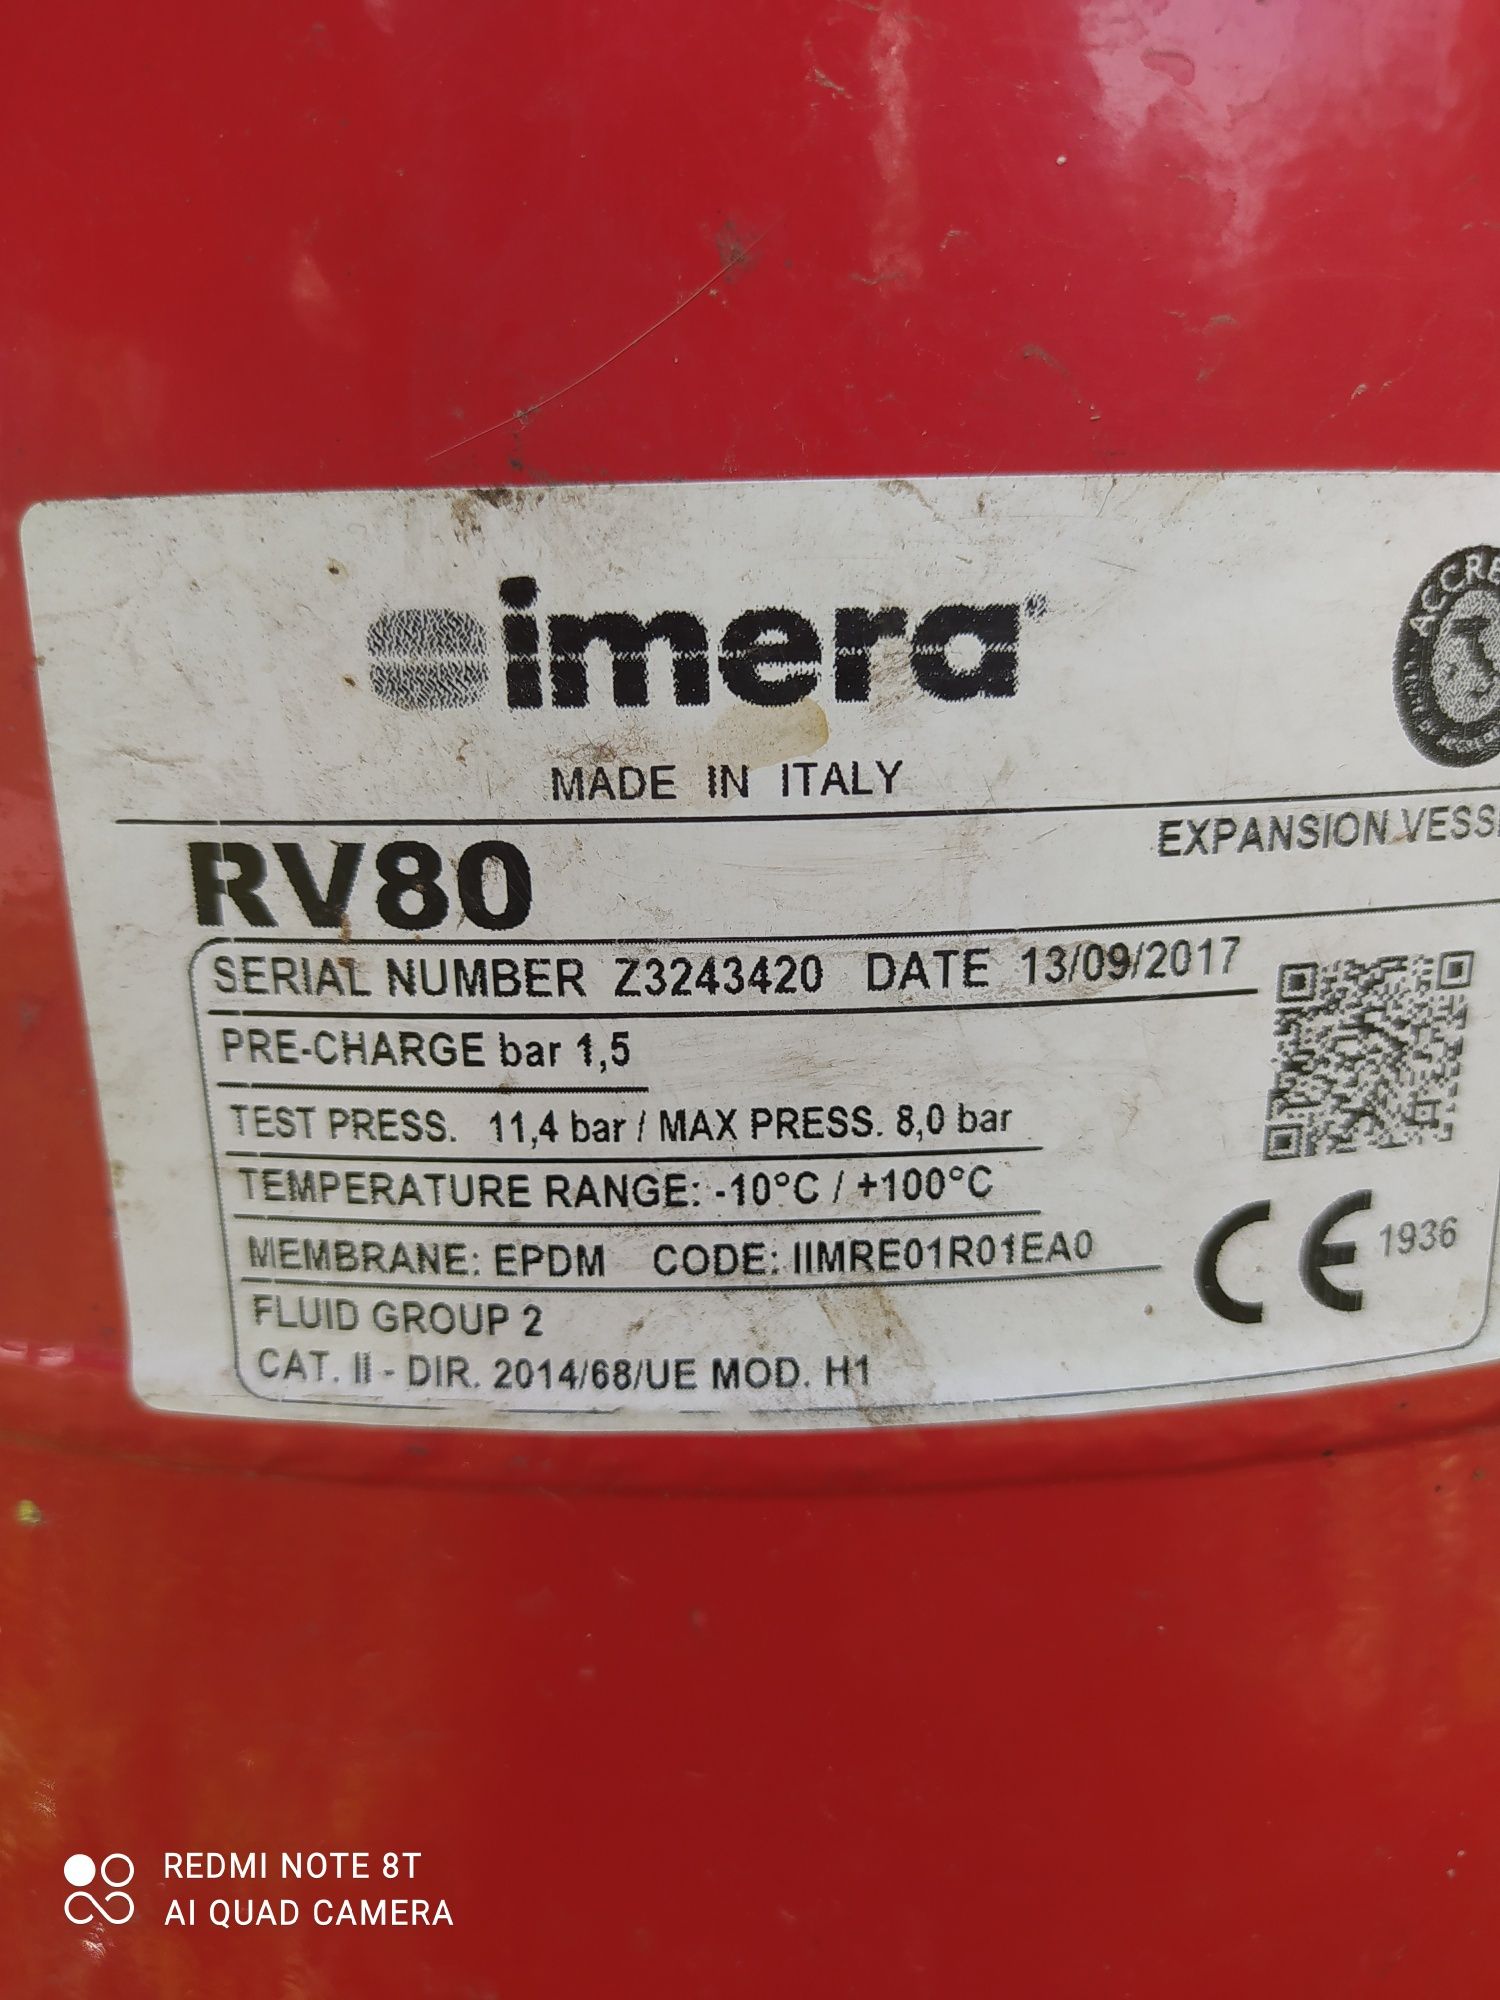 imera®
MADE IN ITALY
EXPANSION
RV80
SERIAL NUMBER Z3243420 DATE 13/09/2017
PRE-CHARGE bar 1,5
TEST PRESS. 11,4 bar / MAX PRESS. 8,0 bar
TEMPERATURE RANGE: -10°C / +100°C
MEMBRANE: EPDM CODE: IIMRE01R01EA0
CE 1936
FLUID GROUP 2
CAT. II - DIR. 2014/68/UE MOD. H1
REDMI NOTE 8T
AI QUAD CAMERA